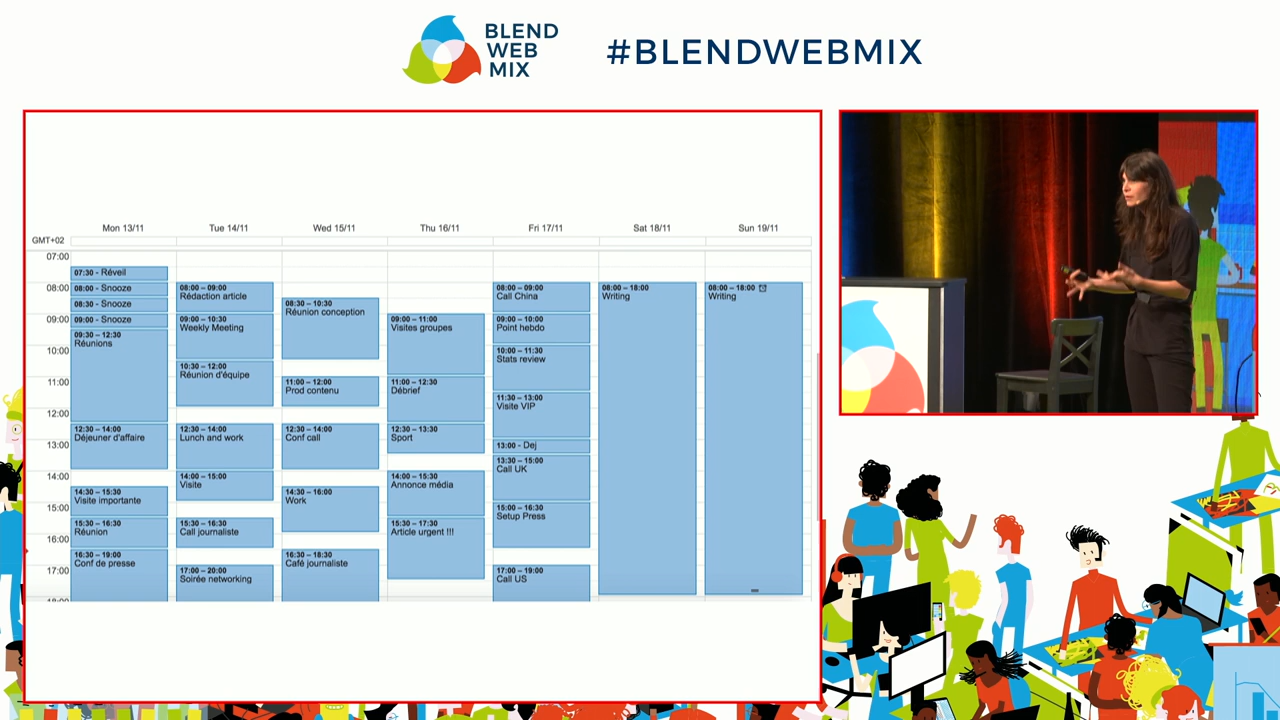 BLEND
WEB
MIX
#BLENDWEBMIX
Mon 13/11
Tue 14/11
Wed 15/11
Thu 16/11
Fri 17/11
Sat 18/11
Sun 19/11
GMT+02
07:00
08:00
09:00
10:00
11:00
12:00
13:00
14:00
15:00
16:00
17:00
18:00
07:30 - Réveil
08:00 - Snooze
08:30 - Snooze
09:00 - Snooze
09:30 – 12:30
Réunions
12:30 – 14:00
Déjeuner d'affaire
14:30 – 15:30
Visite importante
15:30 – 16:30
Réunion
16:30 – 19:00
Conf de presse
08:00 – 09:00
Rédaction article
09:00 – 10:30
Weekly Meeting
10:30 – 12:00
Réunion d'équipe
12:30 – 14:00
Lunch and work
14:00 – 15:00
Visite
15:30 – 16:30
Call journaliste
17:00 – 20:00
Soirée networking
08:30 – 10:30
Réunion conception
11:00 – 12:00
Prod contenu
12:30 – 14:00
Conf call
14:30 – 16:00
Work
16:30 – 18:30
Café journaliste
09:00 – 11:00
Visites groupes
11:00 – 12:30
Débrief
12:30 – 13:30
Sport
14:00 – 15:30
Annonce média
15:30 – 17:30
Article urgent !!!
08:00 – 09:00
Call China
09:00 – 10:00
Point hebdo
10:00 – 11:30
Stats review
11:30 – 13:00
Visite VIP
13:00 - Dej
13:30 – 15:00
Call UK
15:00 – 16:30
Setup Press
17:00 – 19:00
Call US
08:00 – 18:00
Writing
08:00 – 18:00
Writing